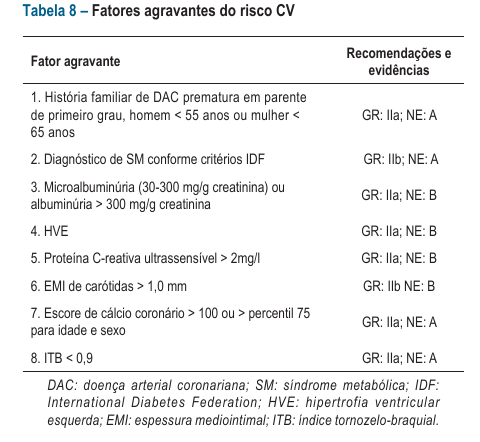 Tabela 8 – Fatores agravantes do risco CV
Fator agravante
Recomendações e
evidências
1. História familiar de DAC prematura em parente
de primeiro grau, homem < 55 anos ou mulher <
65 anos
GR: IIa; NE: A
2. Diagnóstico de SM conforme critérios IDF
GR: IIb; NE: A
3. Microalbuminúria (30-300 mg/g creatinina) ou
albuminúria > 300 mg/g creatinina
GR: IIa; NE: B
4. HVE
GR: IIa; NE: B
5. Proteína C-reativa ultrassensível > 2mg/l
GR: IIa; NE: B
6. EMI de carótidas > 1,0 mm
GR: IIb NE: B
7. Escore de cálcio coronário > 100 ou > percentil 75
para idade e sexo
GR: IIa; NE: A
8. ITB < 0,9
GR: IIa; NE: A
DAC: doença arterial coronariana; SM: síndrome metabólica; IDF:
International Diabetes Federation; HVE: hipertrofia ventricular
esquerda; EMI: espessura mediointimal; ITB: índice tornozelo-braquial.